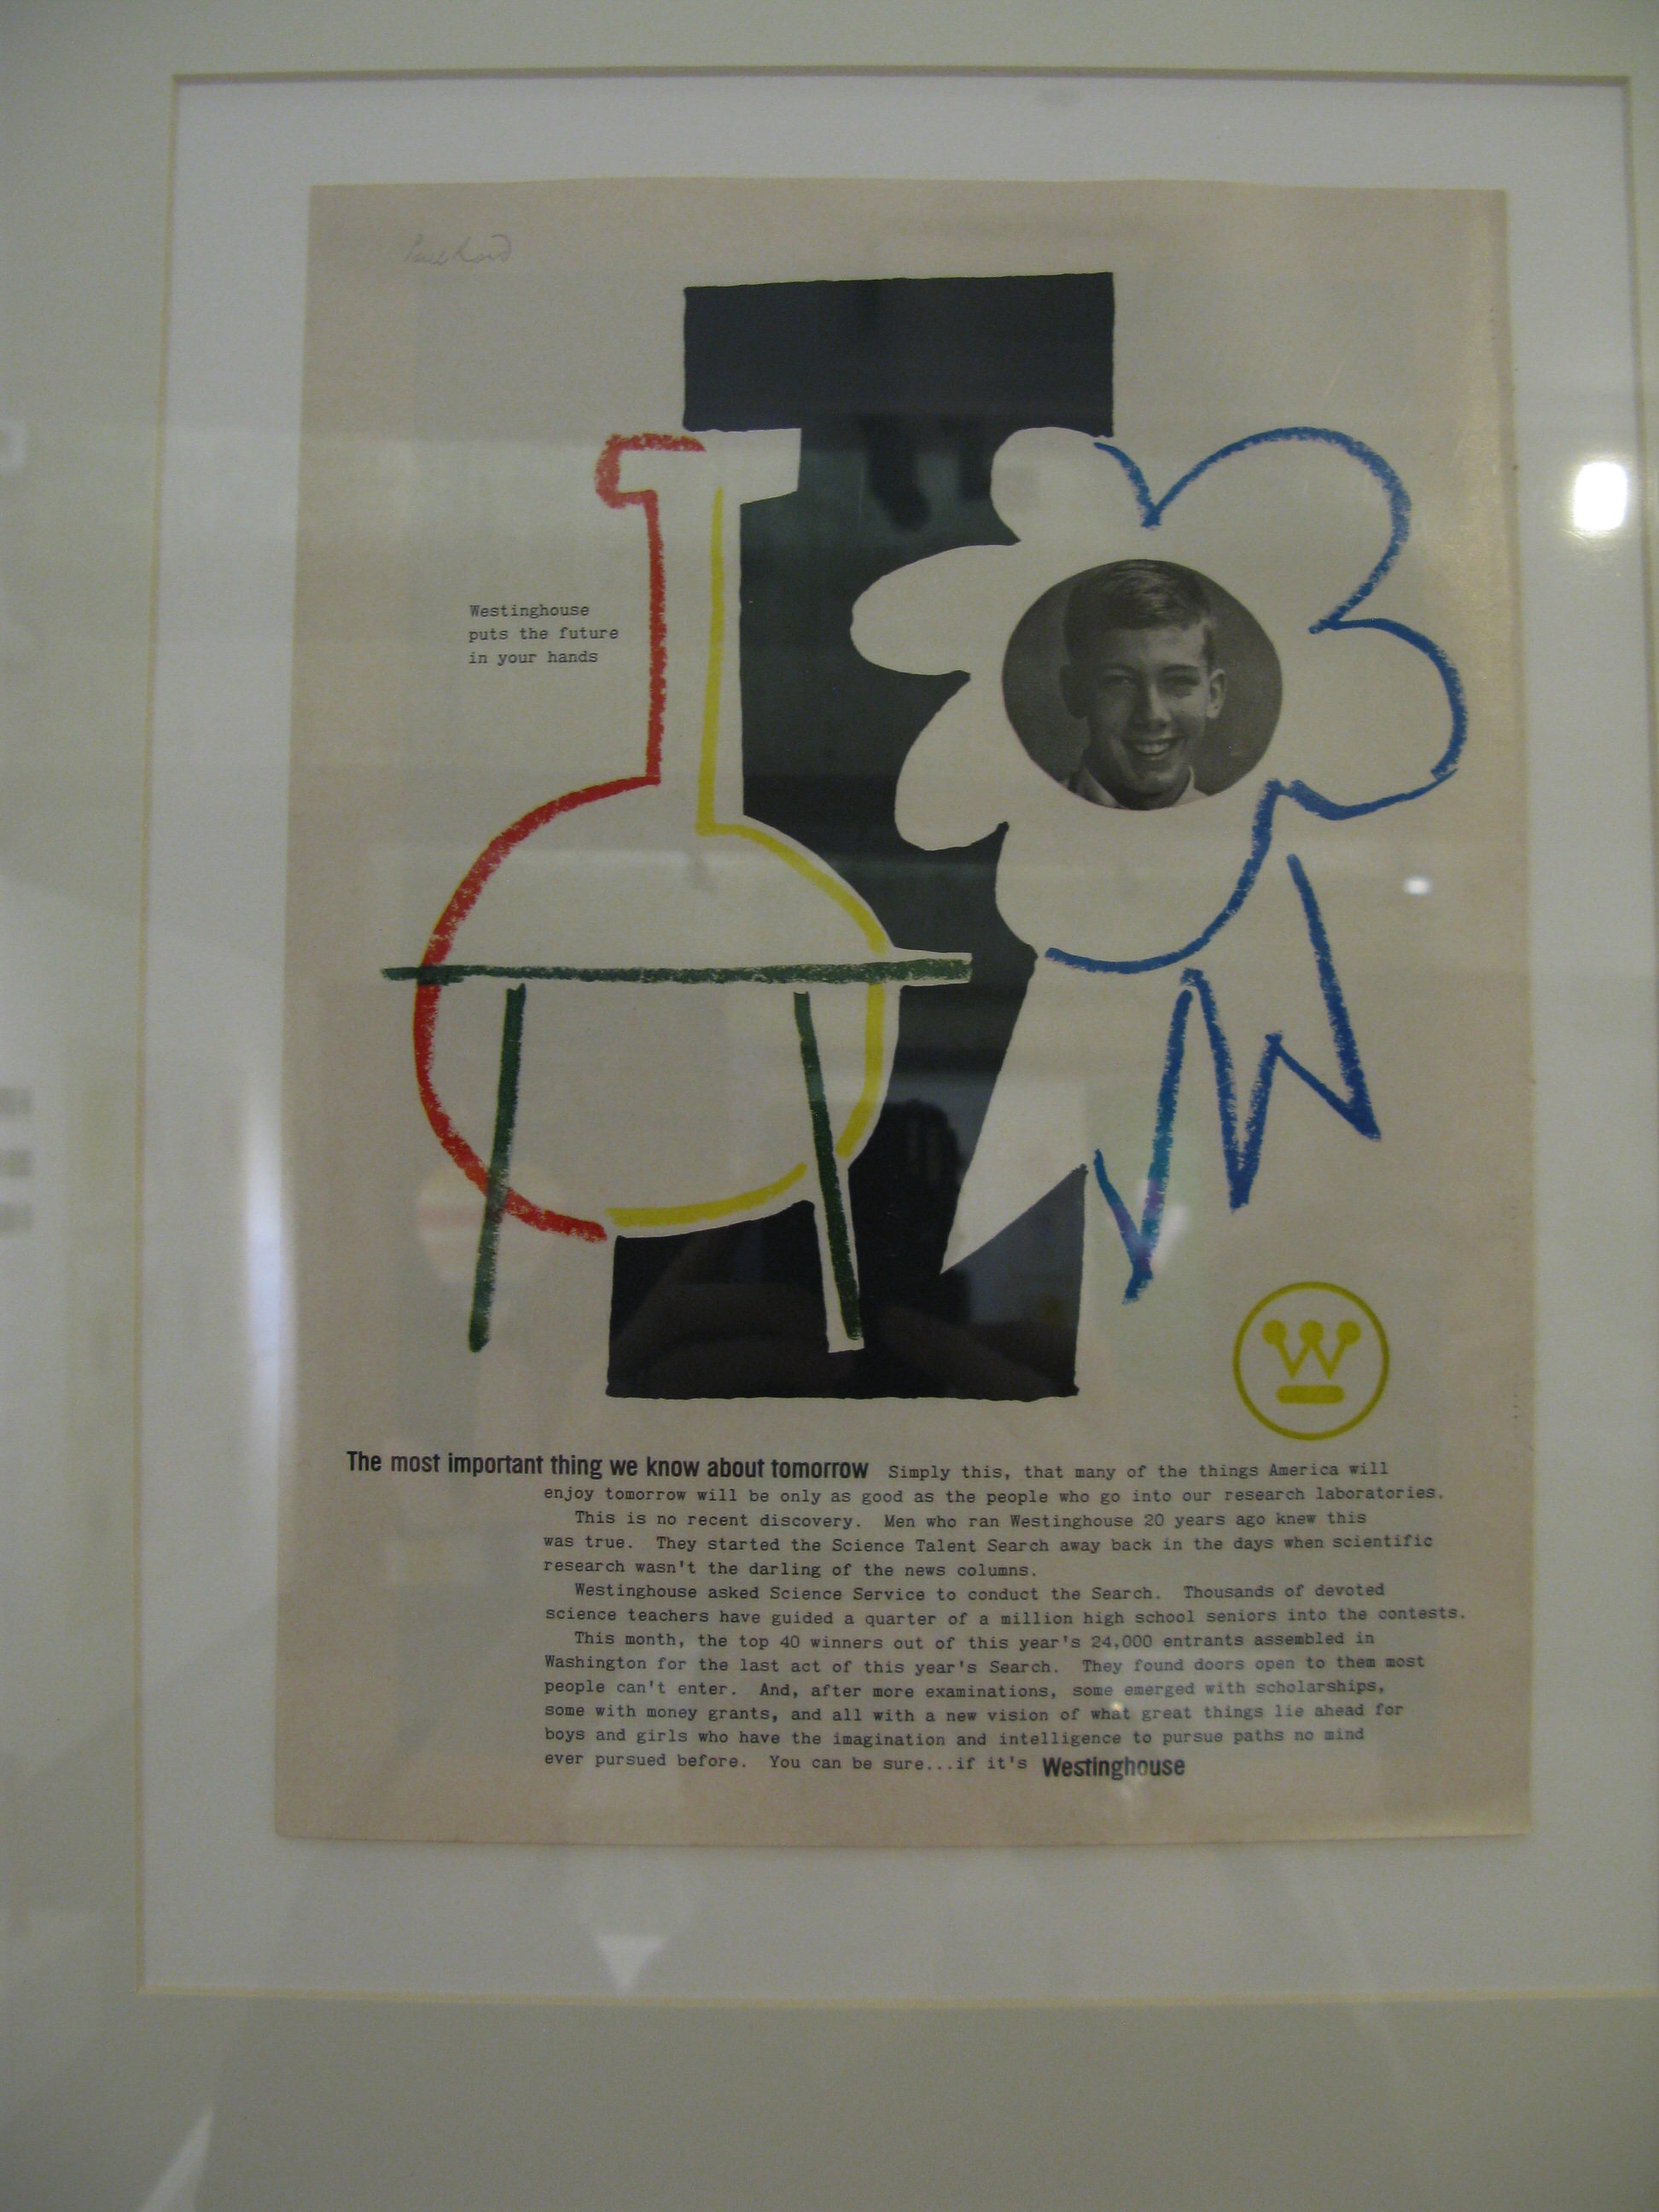 Westinghouse
puts the future
in your hands
The most important thing we know about tomorrow Simply this, that many of the things America will
enjoy tomorrow will be only as good as the people who go into our research laboratories.
This is no recent discovery. Men who ran Westinghouse 20 years ago knew this
was true. They started the Science Talent Search away back in the days when scientific
research wasn't the darling of the news columns.
Westinghouse asked Science Service to conduct the Search. Thousands of devoted
science teachers have guided a quarter of a million high school seniors into the contests.
This month, the top 40 winners out of this year's 24,000 entrants assembled in
Washington for the last act of this year's Search. They found doors open to them most
people can't enter. And, after more examinations, some emerged with scholarships,
some with money grants, and all with a new vision of what great things lie ahead for
boys and girls who have the imagination and intelligence to pursue paths no mind
ever pursued before. You can be sure...if it's Westinghouse